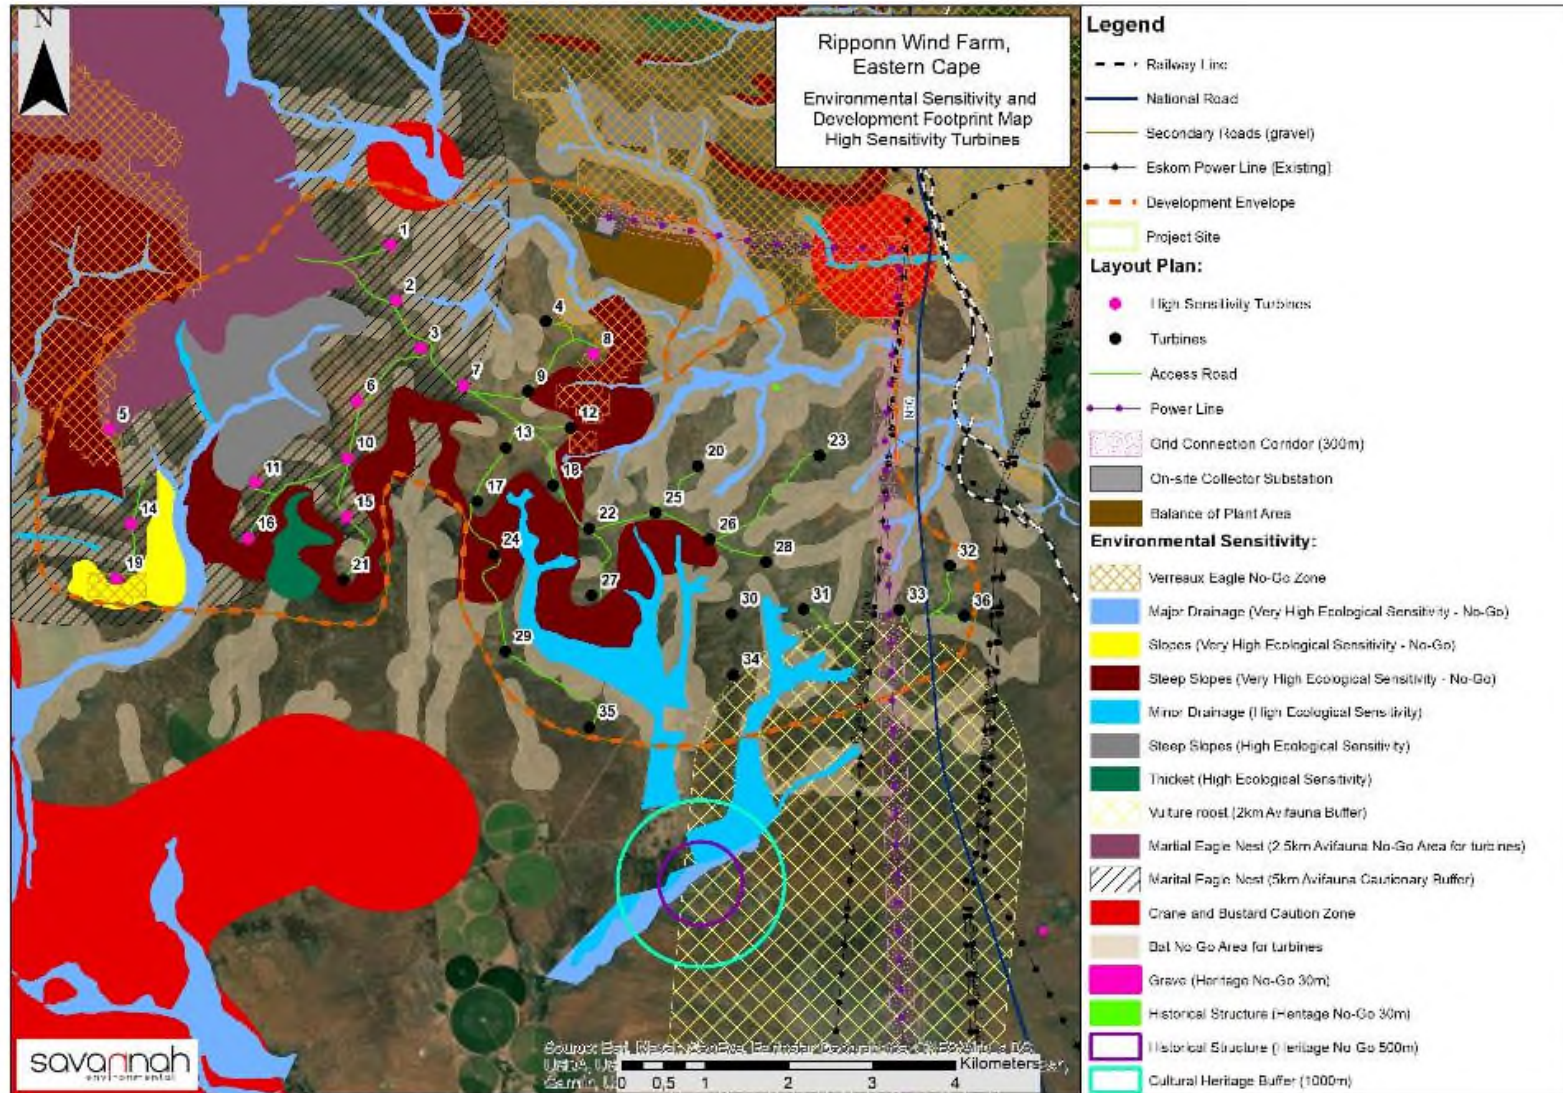 N
Ripponn Wind Farm,
Eastern Cape
Environmental Sensitivity and
Development Footprint Map
High Sensitivity Turbines
1
2
3
4
8
6
7
9
5
12
13
23
10
20
11
18
14
17
25
15
22
16
26
24
28
32
19
21
27
30
31
33
36
29
34
35
N10
savannah
environmental
Kilometers
0 0,5 1 2 3 4
Legend
Railway Line
National Road
Secondary Roads (gravel)
Eskom Power Line (Existing)
Development Envelope
Project Site
Layout Plan:
High Sensitivity Turbines
Turbines
Access Road
Power Line
Grid Connection Corridor (300m)
On-site Collector Substation
Balance of Plant Area
Environmental Sensitivity:
Verreaux Eagle No-Go Zone
Major Drainage (Very High Ecological Sensitivity - No-Go)
Slopes (Very High Ecological Sensitivity - No-Go)
Steep Slopes (Very High Ecological Sensitivity - No-Go)
Minor Drainage (High Ecological Sensitivity)
Steep Slopes (High Ecological Sensitivity)
Thicket (High Ecological Sensitivity)
Vulture roost (2km Avifauna Buffer)
Martial Eagle Nest (2.5km Avifauna No-Go Area for turbines)
Marital Eagle Nest (5km Avifauna Cautionary Buffer)
Crane and Bustard Caution Zone
Bat No-Go Area for turbines
Grave (Heritage No-Go 30m)
Historical Structure (Heritage No-Go 30m)
Historical Structure (Heritage No-Go 500m)
Cultural Heritage Buffer (1000m)